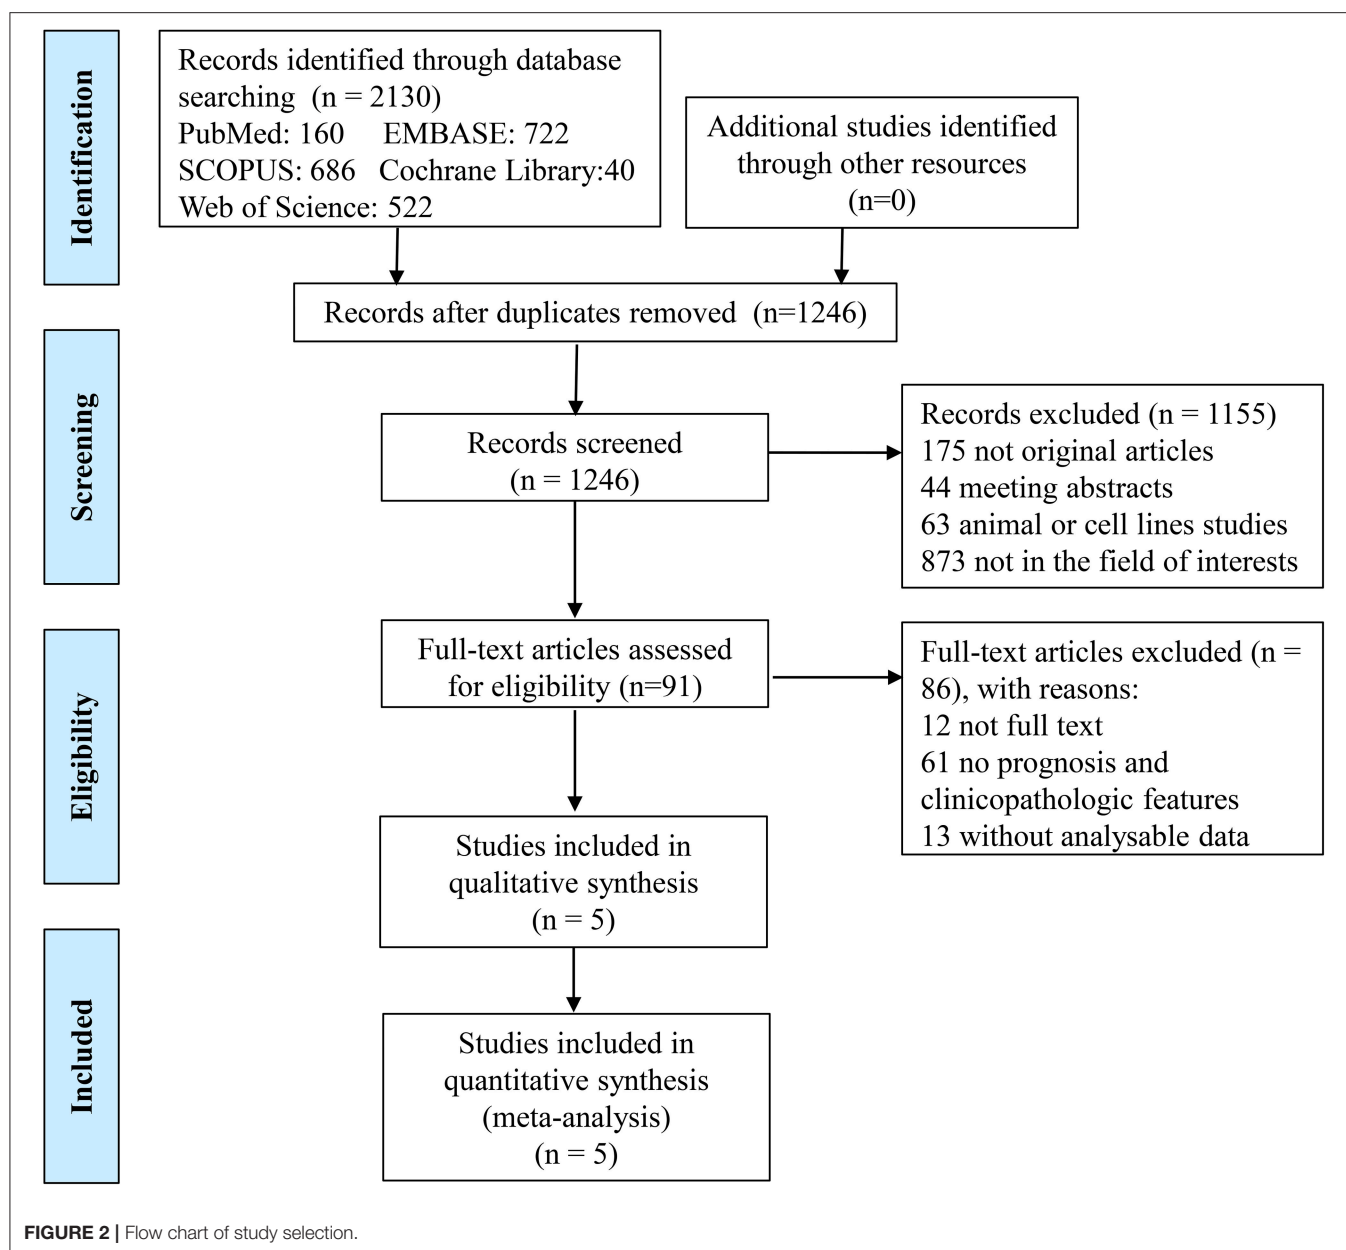 Identification
Records identified through database
searching (n = 2130)
PubMed: 160 EMBASE: 722
SCOPUS: 686 Cochrane Library:40
Web of Science: 522
Additional studies identified
through other resources
(n=0)
Records after duplicates removed (n=1246)
Screening
Records screened
(n = 1246)
Records excluded (n = 1155)
175 not original articles
44 meeting abstracts
63 animal or cell lines studies
873 not in the field of interests
Eligibility
Full-text articles assessed
for eligibility (n=91)
Full-text articles excluded (n =
86), with reasons:
12 not full text
61 no prognosis and
clinicopathologic features
13 without analysable data
Studies included in
qualitative synthesis
(n = 5)
Included
Studies included in
quantitative synthesis
(meta-analysis)
(n = 5)
FIGURE 2 | Flow chart of study selection.